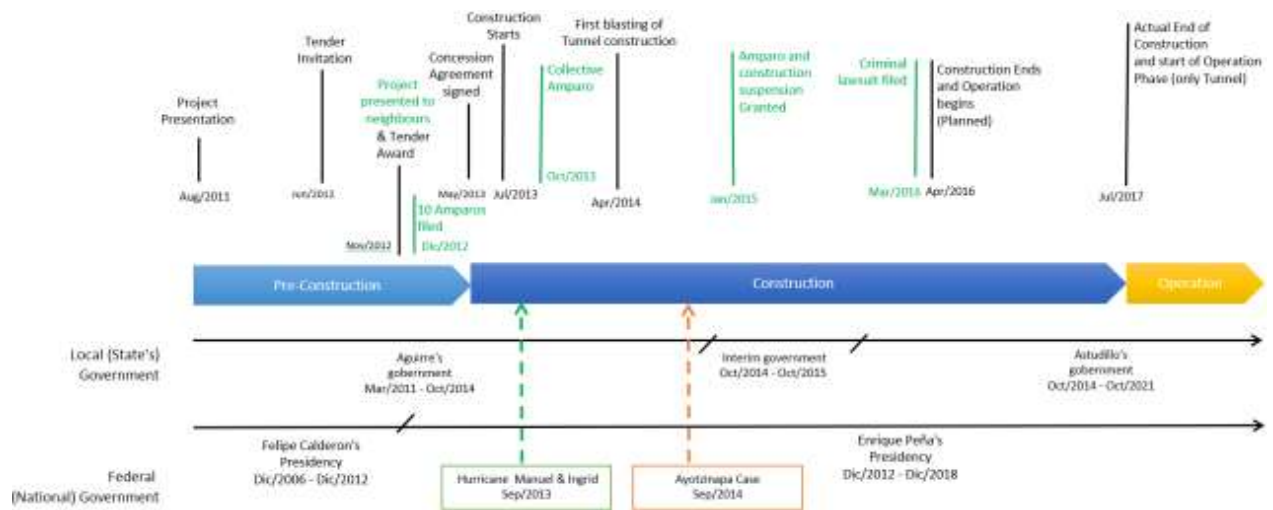 Project
Presentation
Aug/2011
Tender
Invitation
Jun/2012
Project
presented to
neighbours
& Tender
Award
Nov/2012
10 Amparos
filed
Dic/2012
Concession
Agreement
signed
May/2013
Construction
Starts
Jul/2013
Collective
Amparo
Oct/2013
First blasting of
Tunnel construction
Apr/2014
Amparo and
construction
suspension
Granted
Jan/2015
Criminal
lawsuit filed
Mar/2016
Construction Ends
and Operation
begins
(Planned)
Apr/2016
Actual End of
Construction
and start of Operation
Phase (only Tunnel)
Jul/2017
Pre-Construction
Construction
Operation
Local (State's)
Government
Aguirre's
gobernment
Mar/2011 - Oct/2014
Interim government
Oct/2014 - Oct/2015
Astudillo's
gobernment
Oct/2014 - Oct/2021
Federal
(National) Government
Felipe Calderon's
Presidency
Dic/2006 - Dic/2012
Enrique Peña's
Presidency
Dic/2012 - Dic/2018
Hurricane Manuel & Ingrid
Sep/2013
Ayotzinapa Case
Sep/2014